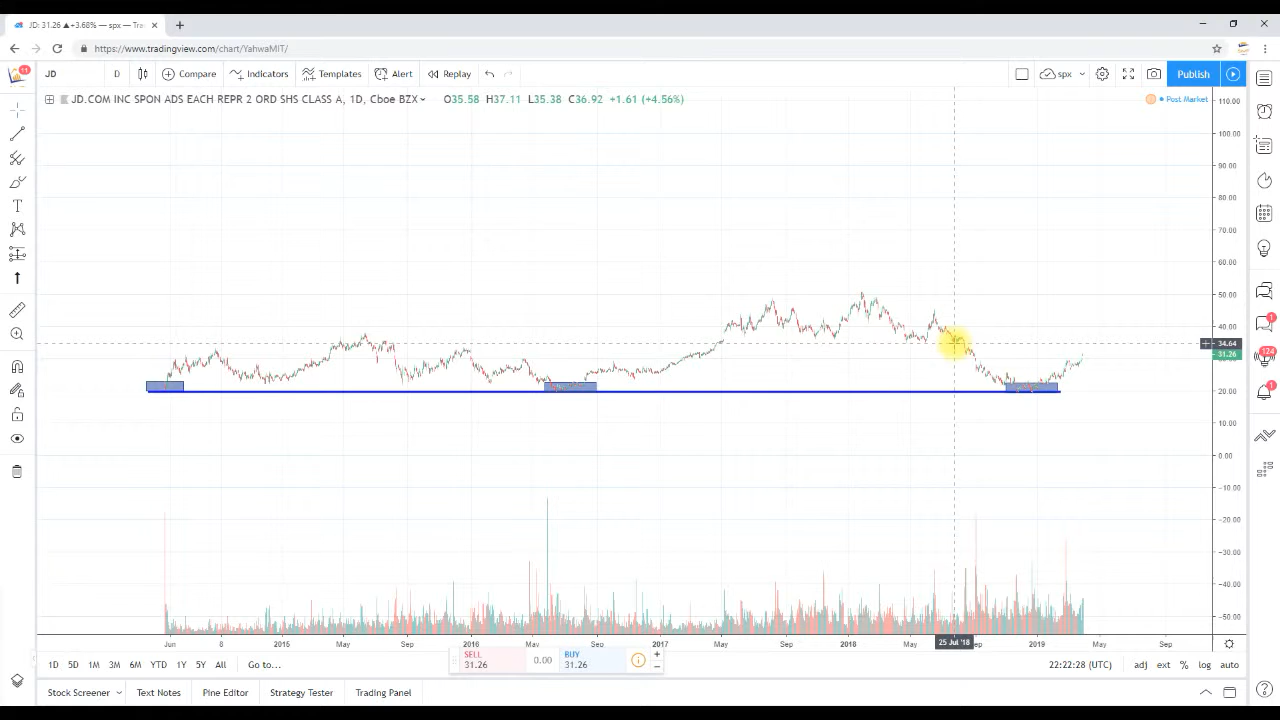 JD: 31.26 ▲+3.68% — spx — Tra
https://www.tradingview.com/chart/YahwaMIT/
11
JD
D
Compare
Indicators
Templates
Alert
Replay
spx
Publish
JD.COM INC SPON ADS EACH REPR 2 ORD SHS CLASS A, 1D, Cboe BZX
O35.58 H37.11 L35.38 C36.92 +1.61 (+4.56%)
Post Market
110.00
100.00
90.00
80.00
70.00
60.00
50.00
40.00
34.64
31.26
20.00
10.00
0.00
−10.00
−20.00
−30.00
−40.00
−50.00
1
174
1
Jun
8
2015
May
Sep
2016
May
Sep
2017
May
Sep
2018
May
25 Jul '18
2019
May
Sep
1D 5D 1M 3M 6M YTD 1Y 5Y All Go to...
SELL
31.26
0.00
BUY
31.26
22:22:28 (UTC)
adj ext % log auto
Stock Screener
Text Notes
Pine Editor
Strategy Tester
Trading Panel